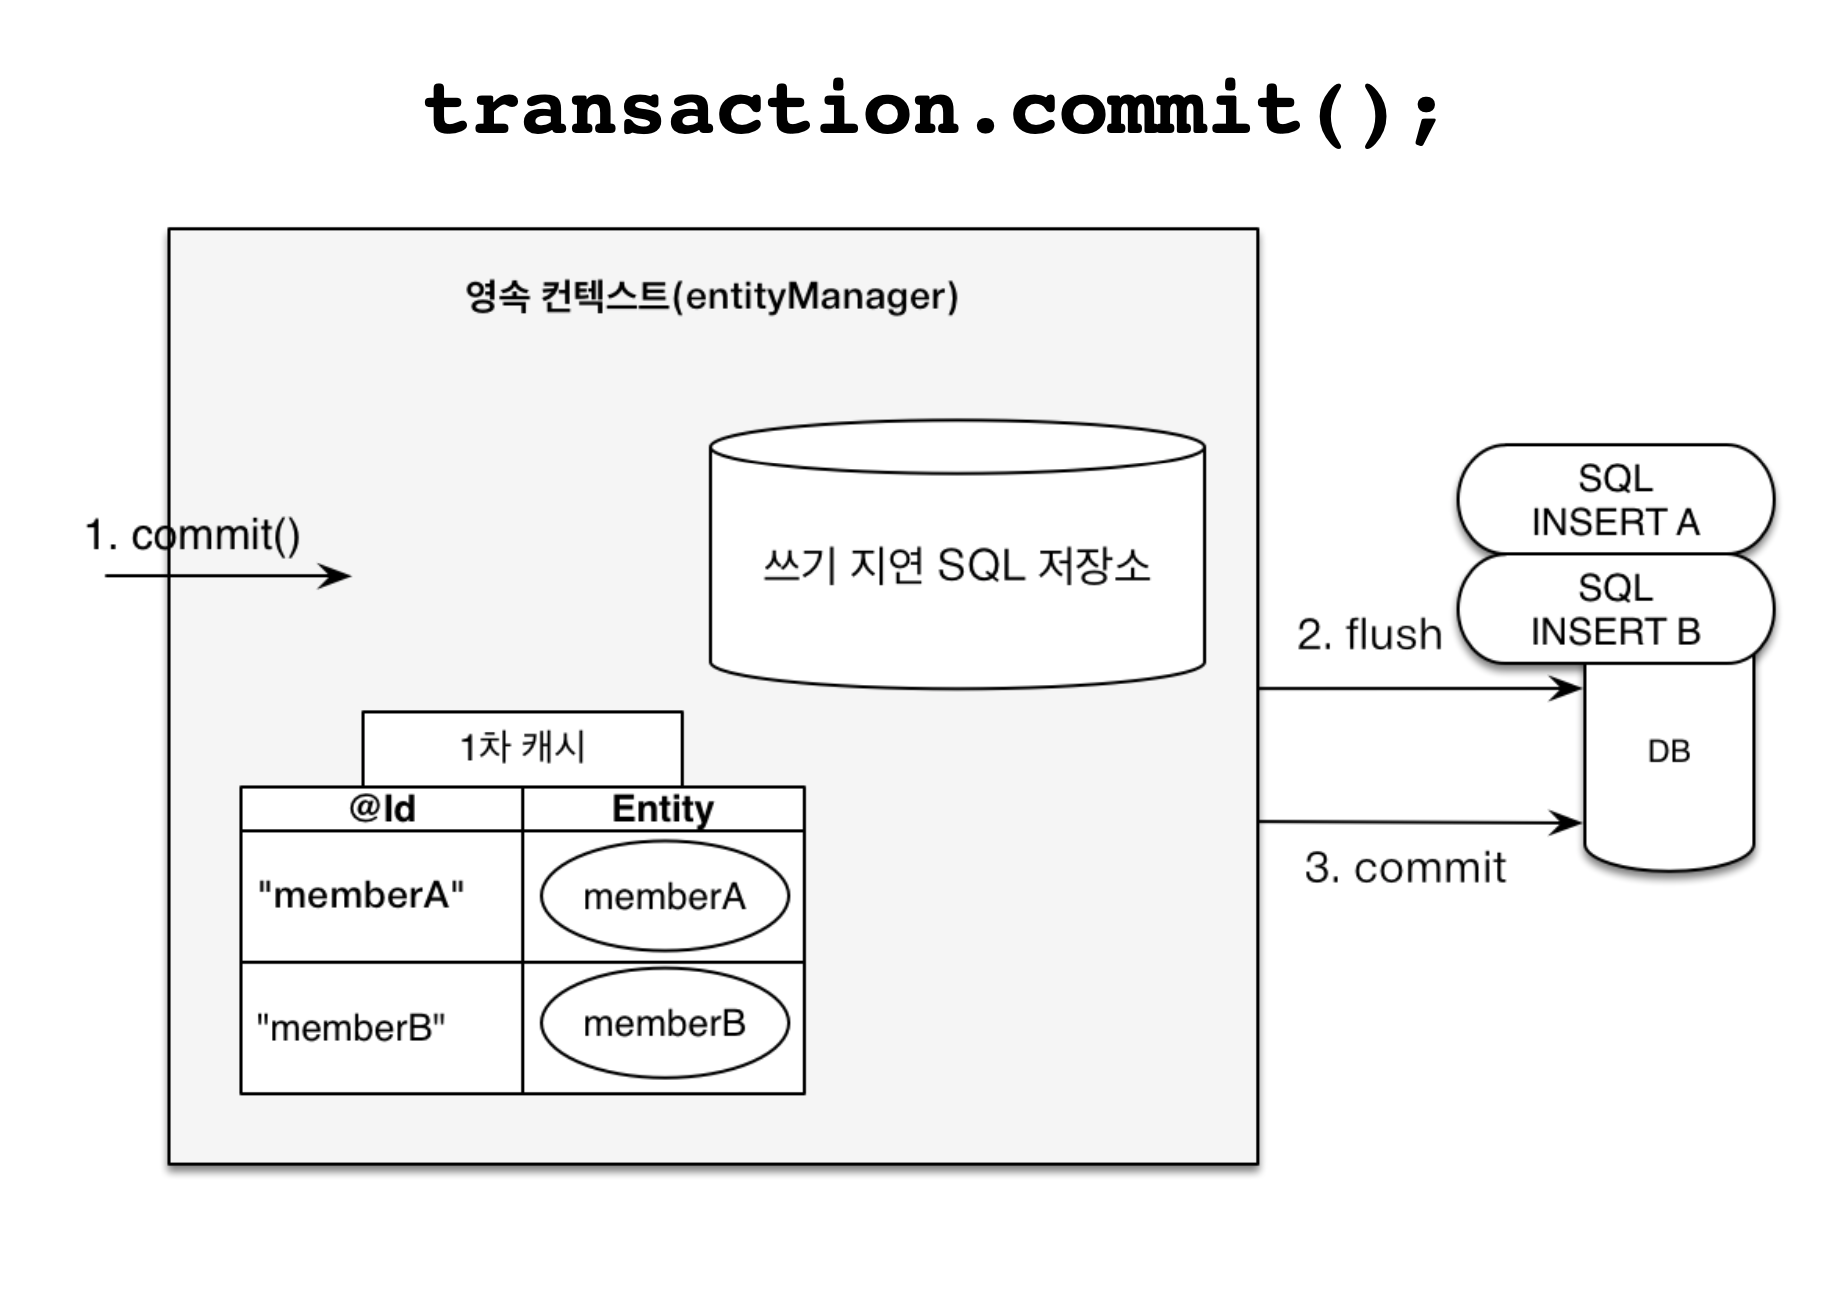 transaction.commit();
영속 컨텍스트(entityManager)
쓰기 지연 SQL 저장소
1. commit()
SQL
INSERT A
SQL
INSERT B
2. flush
DB
3. commit
1차 캐시
@Id Entity
"memberA" memberA
"memberB" memberB